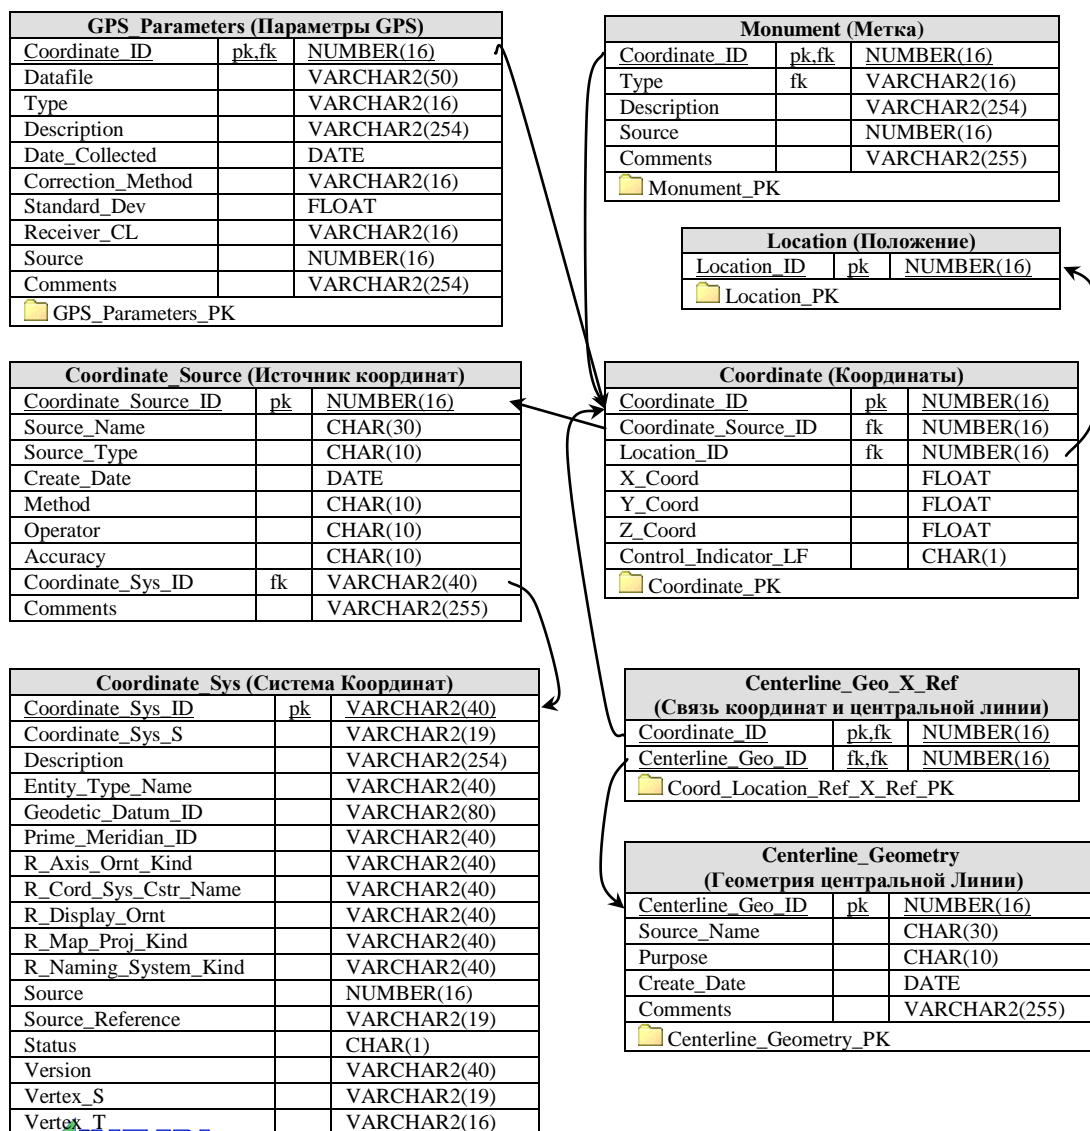 GPS_Parameters (Параметры GPS)
Coordinate_ID pk,fk NUMBER(16)
Datafile VARCHAR2(50)
Type VARCHAR2(16)
Description VARCHAR2(254)
Date_Collected DATE
Correction_Method VARCHAR2(16)
Standard_Dev FLOAT
Receiver_CL VARCHAR2(16)
Source NUMBER(16)
Comments VARCHAR2(254)
GPS_Parameters_PK
Monument (Метка)
Coordinate_ID pk,fk NUMBER(16)
Type fk VARCHAR2(16)
Description VARCHAR2(254)
Source NUMBER(16)
Comments VARCHAR2(255)
Monument_PK
Location (Положение)
Location_ID pk NUMBER(16)
Location_PK
Coordinate_Source (Источник координат)
Coordinate_Source_ID pk NUMBER(16)
Source_Name CHAR(30)
Source_Type CHAR(10)
Create_Date DATE
Method CHAR(10)
Operator CHAR(10)
Accuracy CHAR(10)
Coordinate_Sys_ID fk VARCHAR2(40)
Comments VARCHAR2(255)
Coordinate (Координаты)
Coordinate_ID pk NUMBER(16)
Coordinate_Source_ID fk NUMBER(16)
Location_ID fk NUMBER(16)
X_Coord FLOAT
Y_Coord FLOAT
Z_Coord FLOAT
Control_Indicator_LF CHAR(1)
Coordinate_PK
Coordinate_Sys (Система Координат)
Coordinate_Sys_ID pk VARCHAR2(40)
Coordinate_Sys_S VARCHAR2(19)
Description VARCHAR2(254)
Entity_Type_Name VARCHAR2(40)
Geodetic_Datum_ID VARCHAR2(80)
Prime_Meridian_ID VARCHAR2(40)
R_Axis_Ornt_Kind VARCHAR2(40)
R_Cord_Sys_Cstr_Name VARCHAR2(40)
R_Display_Ornt VARCHAR2(40)
R_Map_Proj_Kind VARCHAR2(40)
R_Naming_System_Kind VARCHAR2(40)
Source NUMBER(16)
Source_Reference VARCHAR2(19)
Status CHAR(1)
Version VARCHAR2(40)
Vertex_S VARCHAR2(19)
Vertex_T VARCHAR2(16)
Centerline_Geo_X_Ref
(Связь координат и центральной линии)
Coordinate_ID pk,fk NUMBER(16)
Centerline_Geo_ID fk,fk NUMBER(16)
Coord_Location_Ref_X_Ref_PK
Centerline_Geometry
(Геометрия центральной Линии)
Centerline_Geo_ID pk NUMBER(16)
Source_Name CHAR(30)
Purpose CHAR(10)
Create_Date DATE
Comments VARCHAR2(255)
Centerline_Geometry_PK